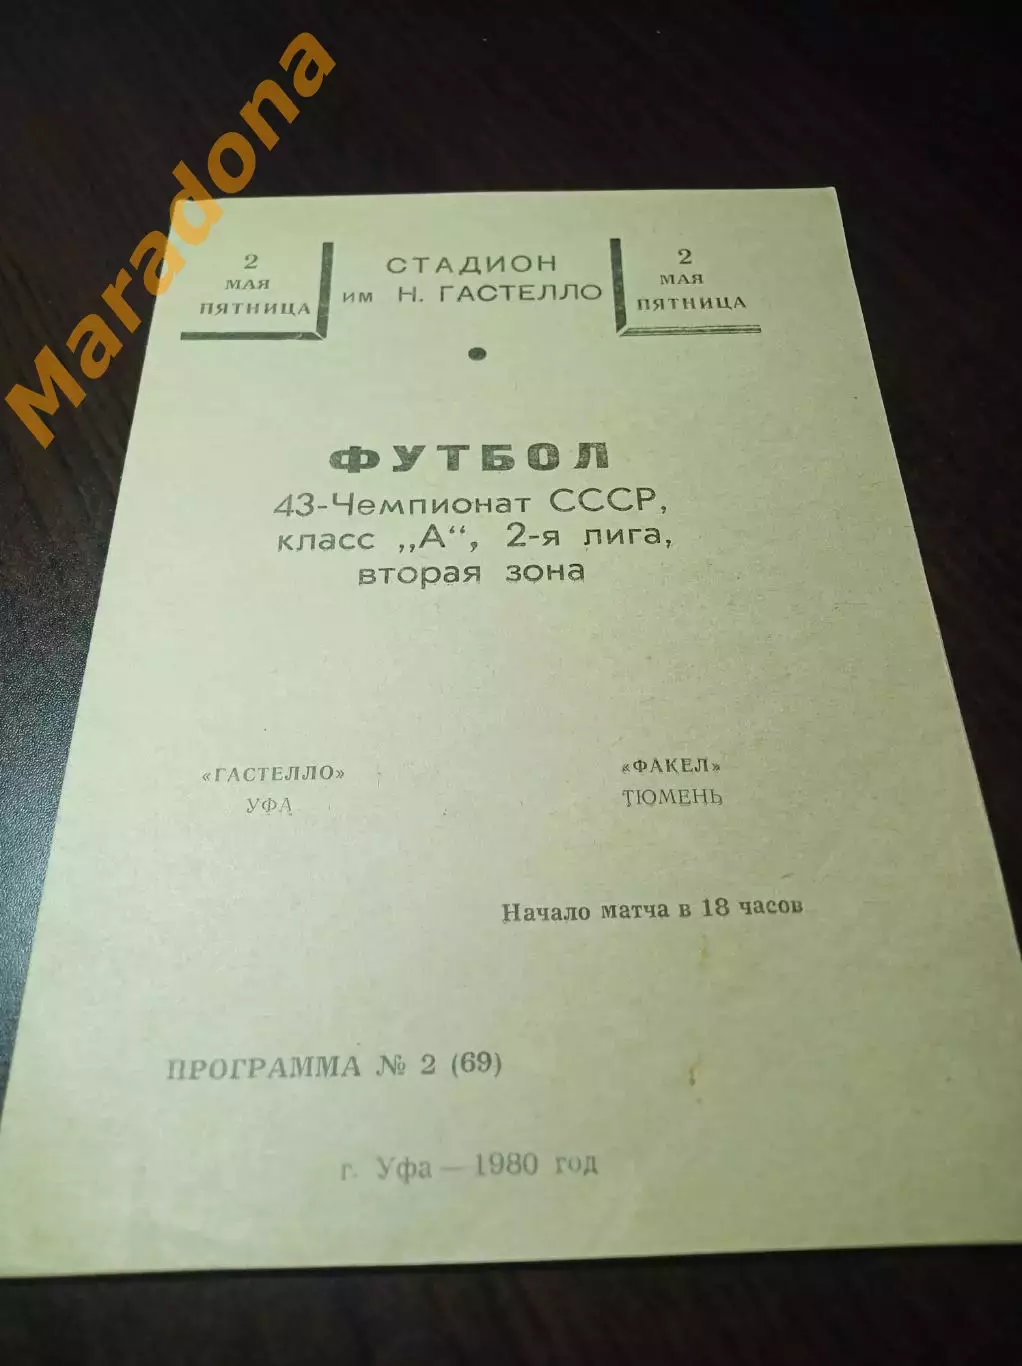 Maradona
2
МАЯ
ПЯТНИЦА
СТАДИОН
им Н. ГАСТЕЛЛО
2
МАЯ
ПЯТНИЦА
ФУТБОЛ
43-Чемпионат СССР,
класс „А“, 2-я лига,
вторая зона
«ГАСТЕЛЛО»
УФА
«ФАКЕЛ»
ТЮМЕНЬ
Начало матча в 18 часов
ПРОГРАММА № 2 (69)
г. Уфа — 1980 год